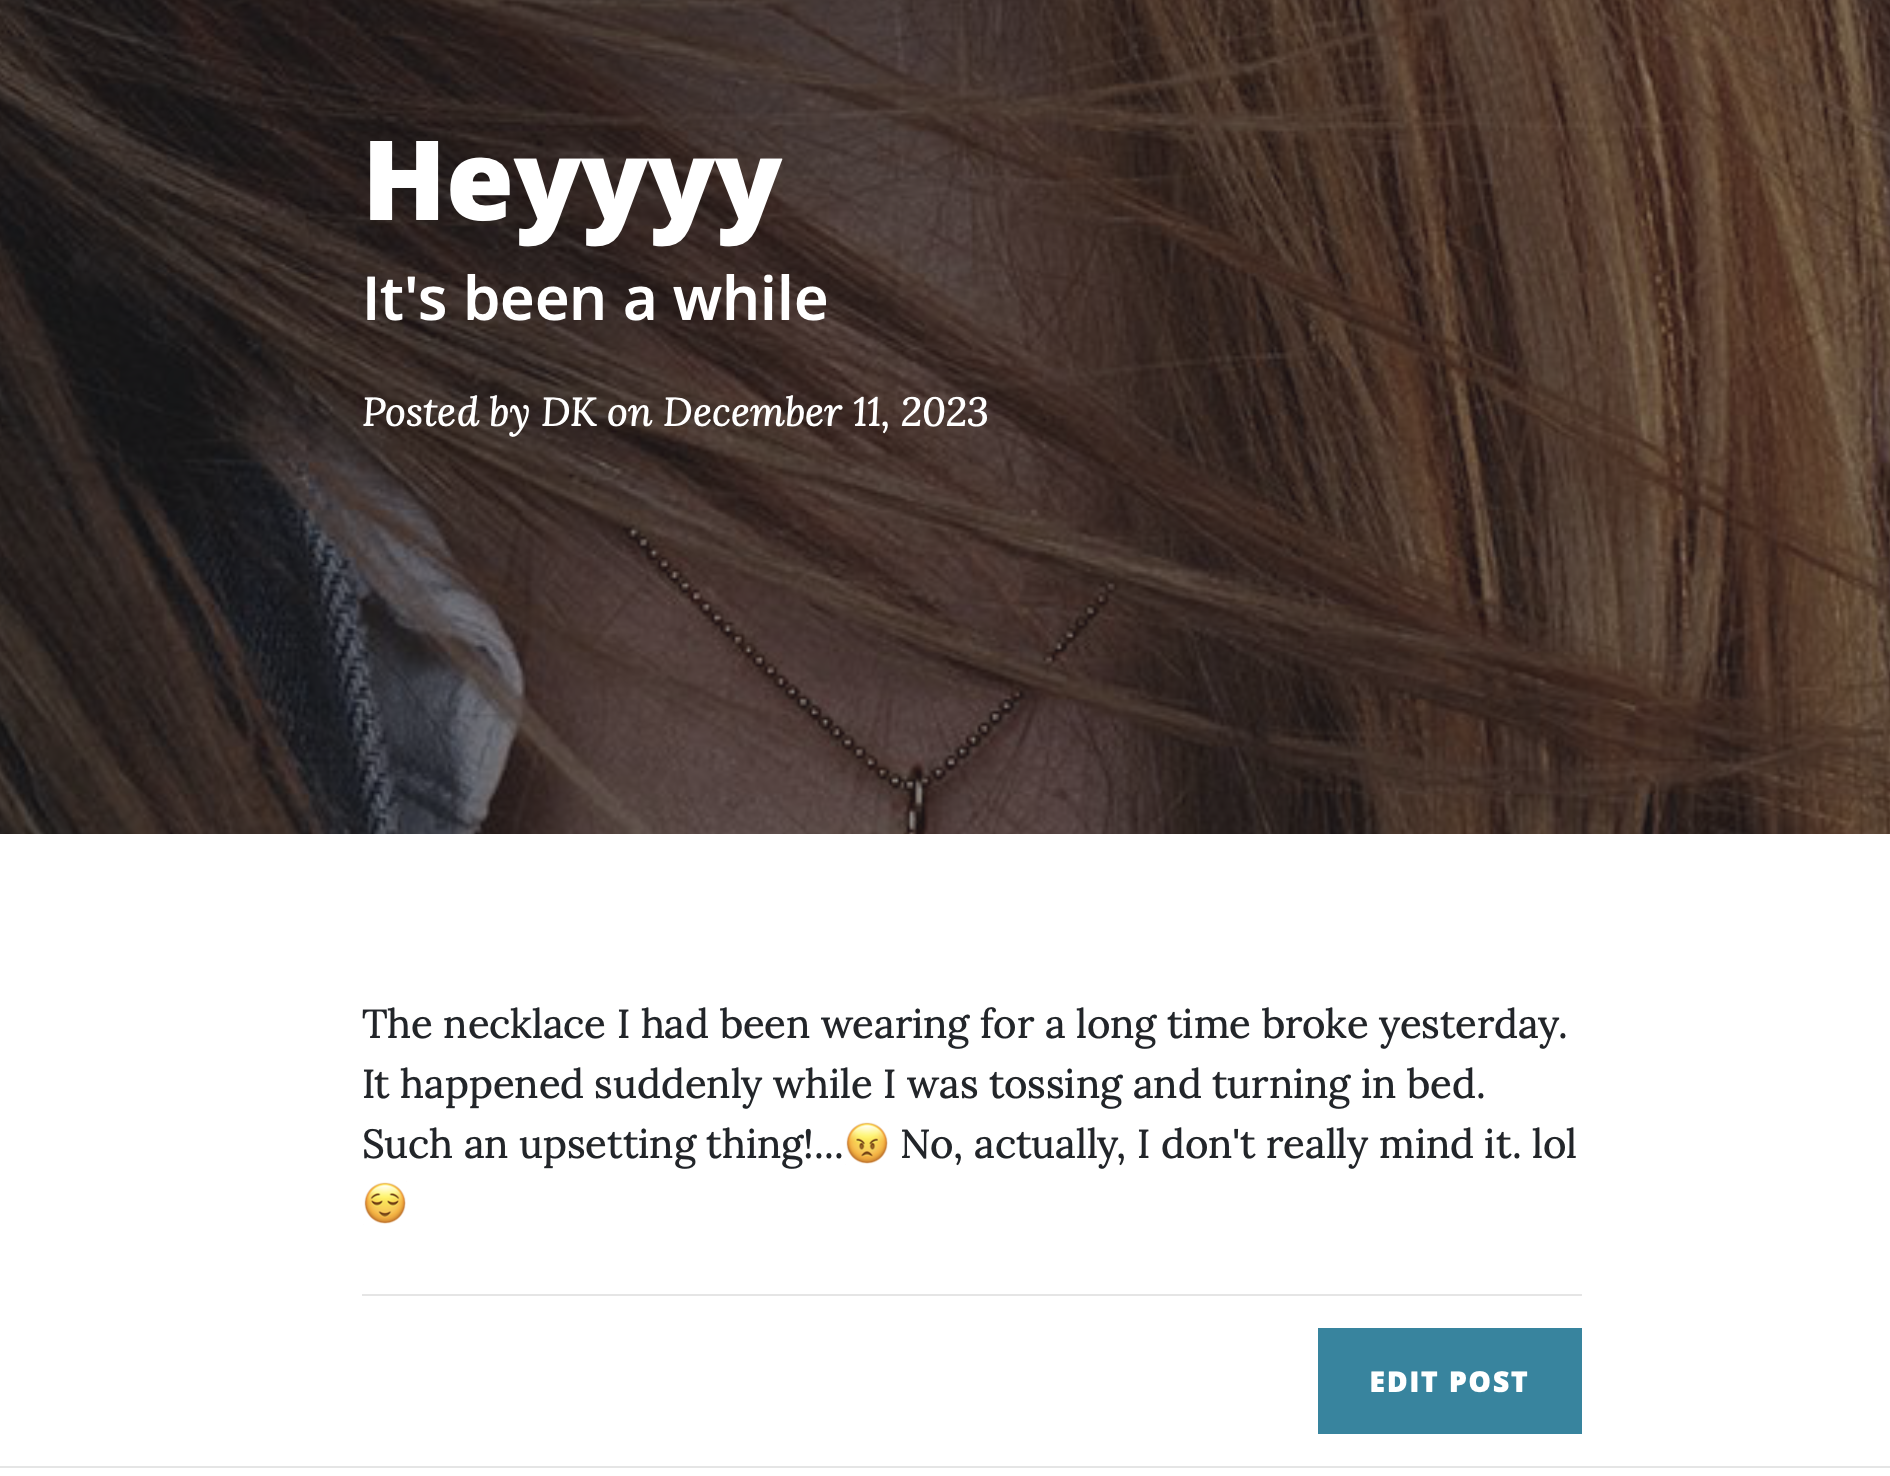 Heyyyy
It's been a while
Posted by DK on December 11, 2023
The necklace I had been wearing for a long time broke yesterday.
It happened suddenly while I was tossing and turning in bed.
Such an upsetting thing!...😠 No, actually, I don't really mind it. lol
😌
EDIT POST